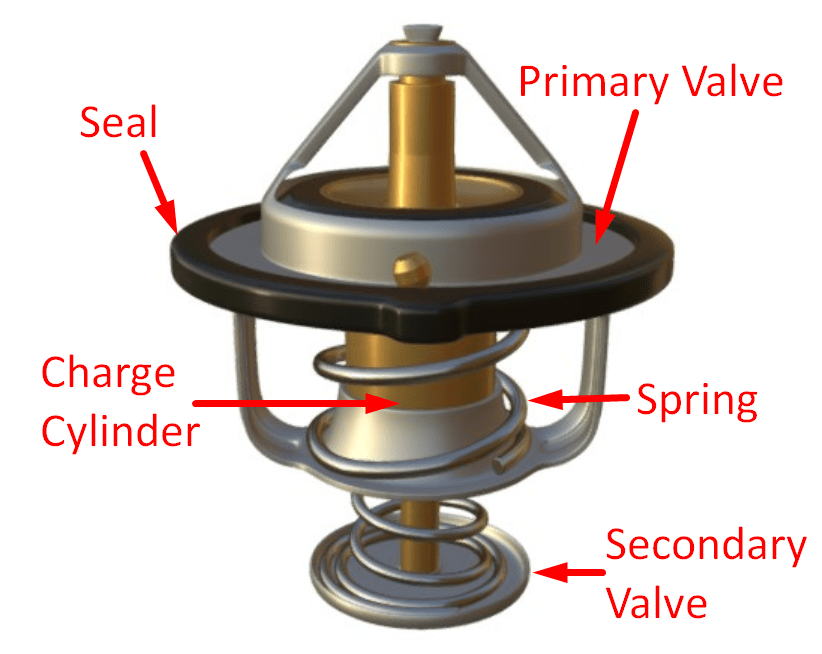 Primary Valve
Seal
Charge
Cylinder
Spring
Secondary
Valve